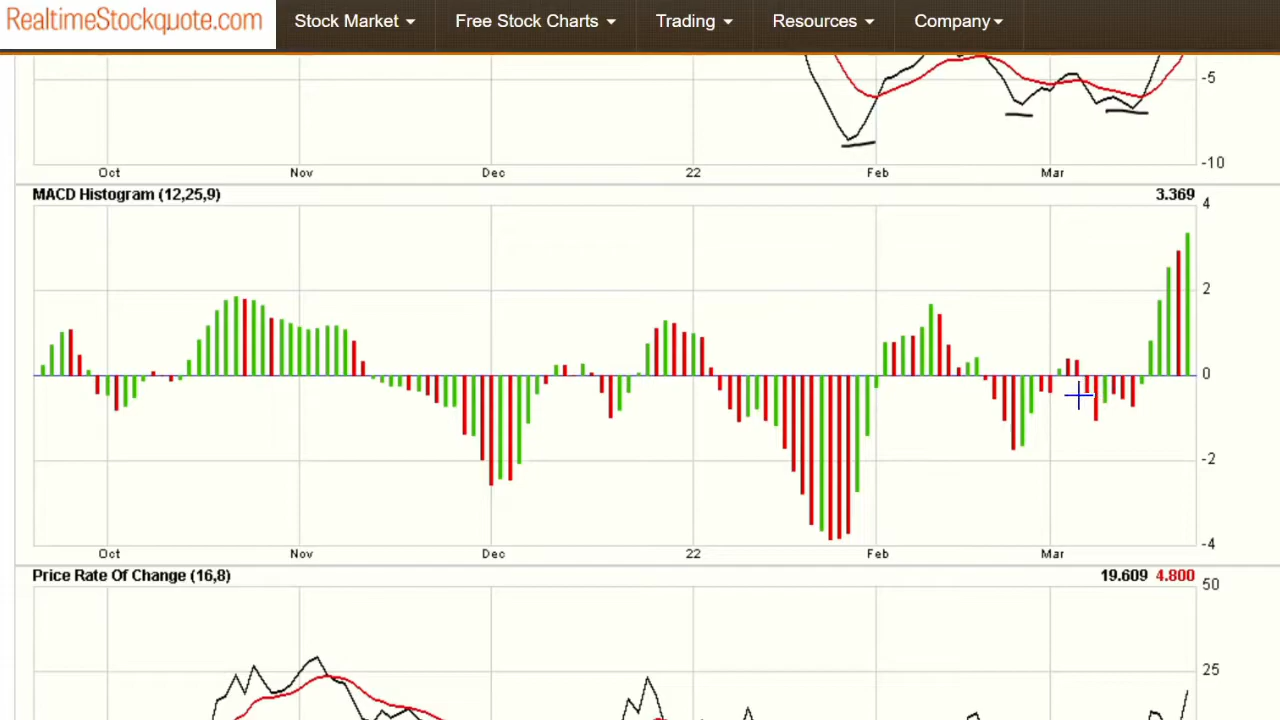 RealtimeStockquote.com Stock Market Free Stock Charts Trading Resources Company
-5
-10
Oct Nov Dec 22 Feb Mar
MACD Histogram (12,25,9) 3.369
4
2
0
-2
-4
Oct Nov Dec 22 Feb Mar
Price Rate Of Change (16,8) 19.609 4.800
50
25